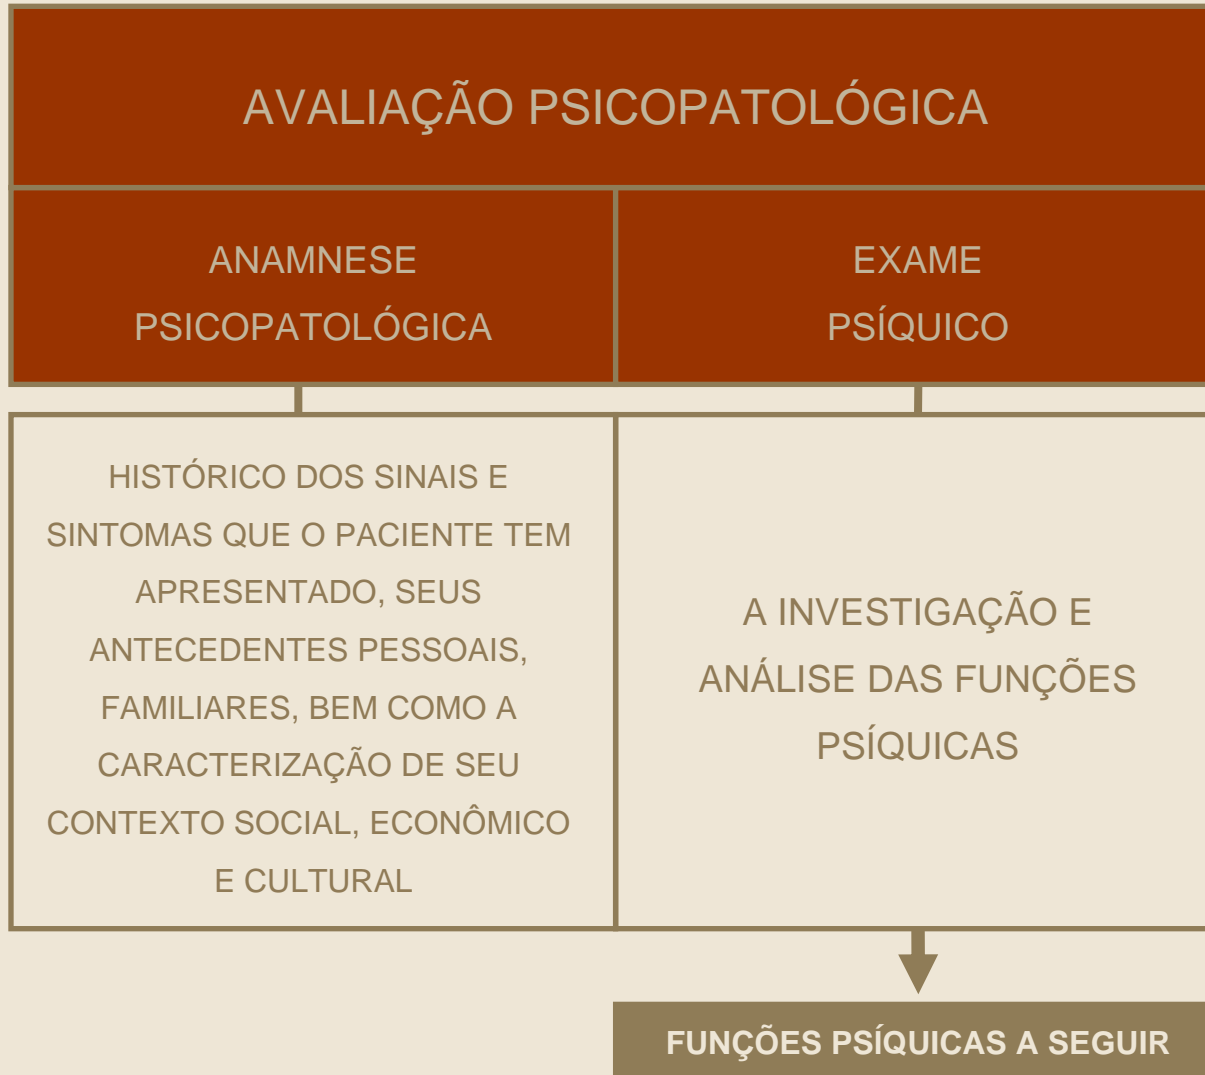 AVALIAÇÃO PSICOPATOLÓGICA
ANAMNESE
PSICOPATOLÓGICA
EXAME
PSÍQUICO
HISTÓRICO DOS SINAIS E
SINTOMAS QUE O PACIENTE TEM
APRESENTADO, SEUS
ANTECEDENTES PESSOAIS,
FAMILIARES, BEM COMO A
CARACTERIZAÇÃO DE SEU
CONTEXTO SOCIAL, ECONÔMICO
E CULTURAL
A INVESTIGAÇÃO E
ANÁLISE DAS FUNÇÕES
PSÍQUICAS
FUNÇÕES PSÍQUICAS A SEGUIR